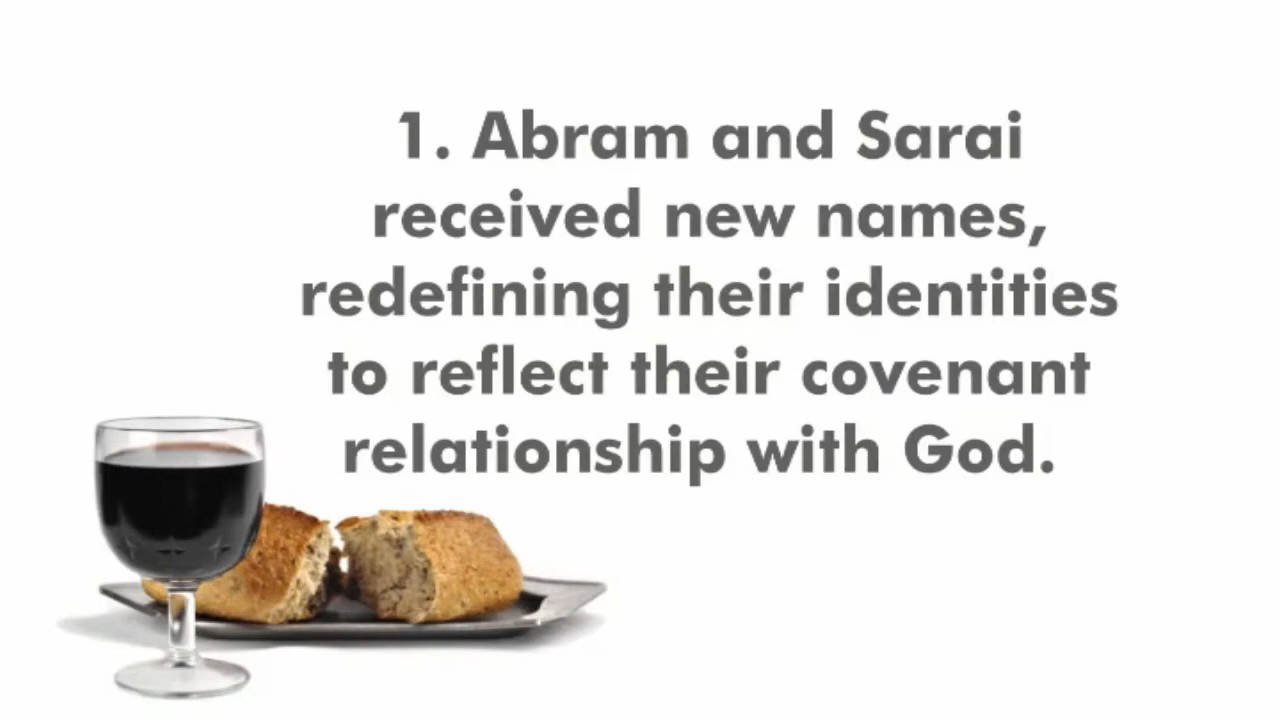 1. Abram and Sarai
received new names,
redefining their identities
to reflect their covenant
relationship with God.